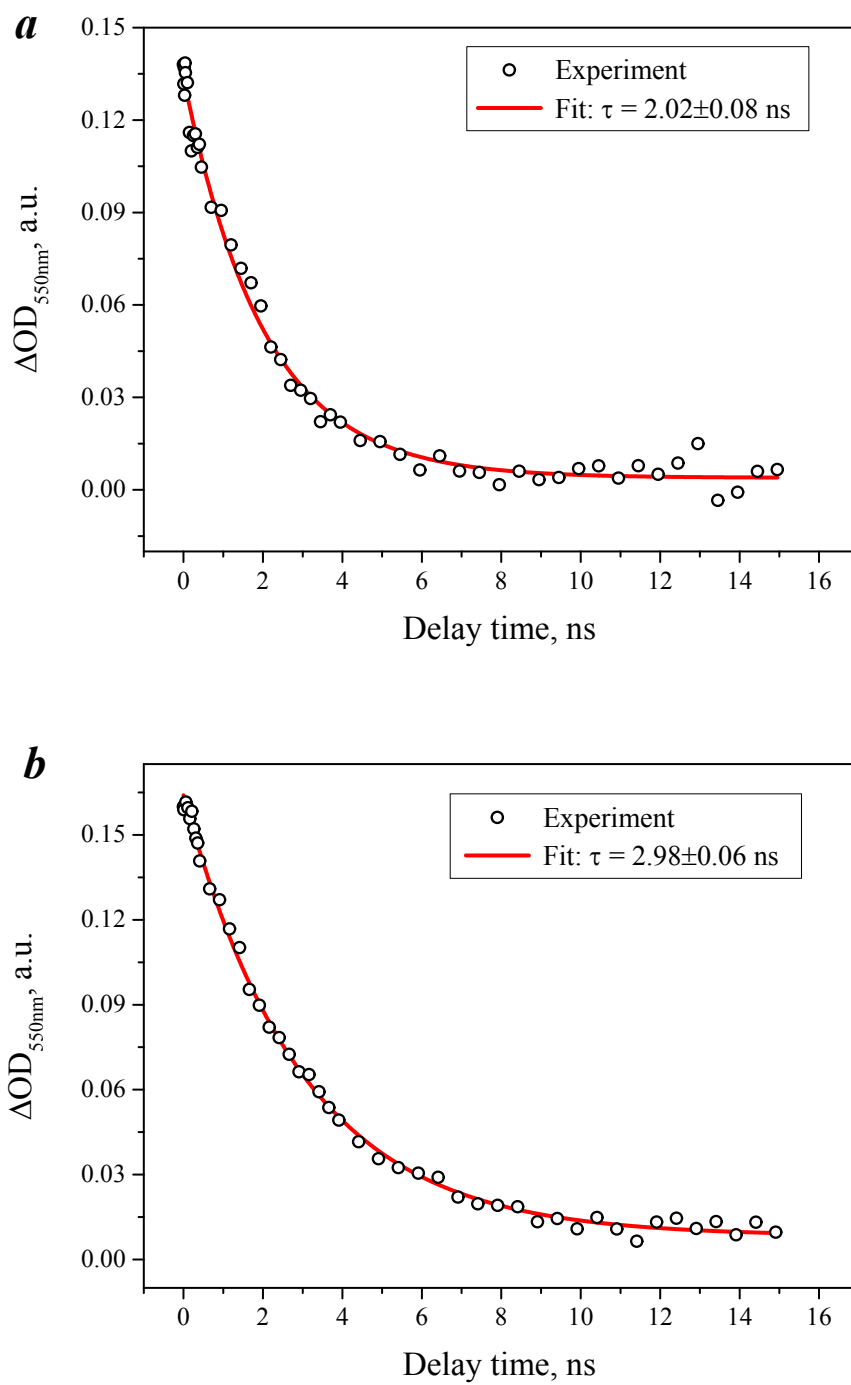 a
0.15
0.12
0.09
0.06
0.03
0.00
ΔOD550nm, a.u.
Experiment
Fit: τ = 2.02±0.08 ns
0 2 4 6 8 10 12 14 16
Delay time, ns
b
0.15
0.12
0.09
0.06
0.03
0.00
ΔOD550nm, a.u.
Experiment
Fit: τ = 2.98±0.06 ns
0 2 4 6 8 10 12 14 16
Delay time, ns